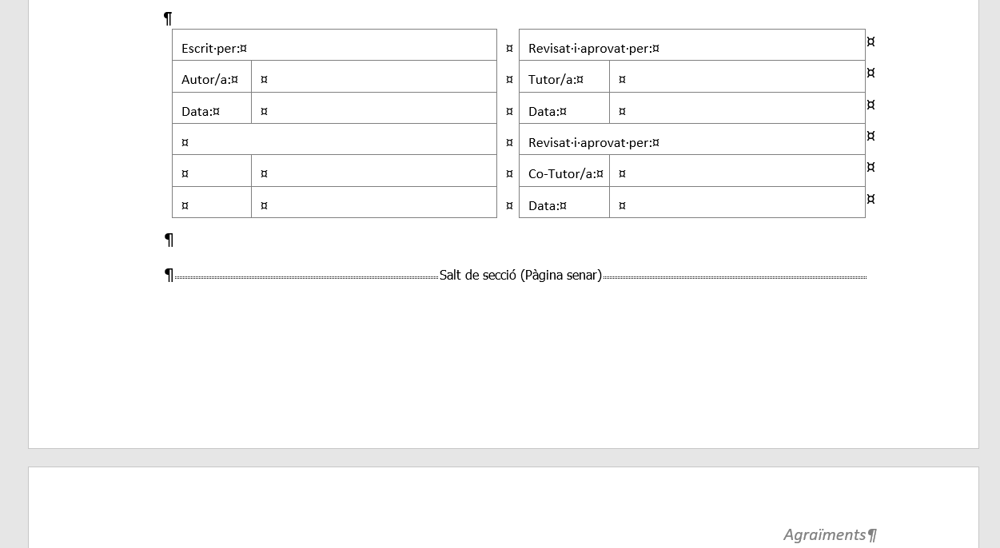 ¶
Escrit·per:¤ ¤ Revisat·i·aprovat·per:¤ ¤
Autor/a:¤ ¤ ¤ Tutor/a:¤ ¤ ¤
Data:¤ ¤ ¤ Data:¤ ¤ ¤
¤ ¤ Revisat·i·aprovat·per:¤ ¤
¤ ¤ ¤ Co-Tutor/a:¤ ¤ ¤
¤ ¤ ¤ Data:¤ ¤ ¤
¶
¶ Salt de secció (Pàgina senar)
Agraïments¶